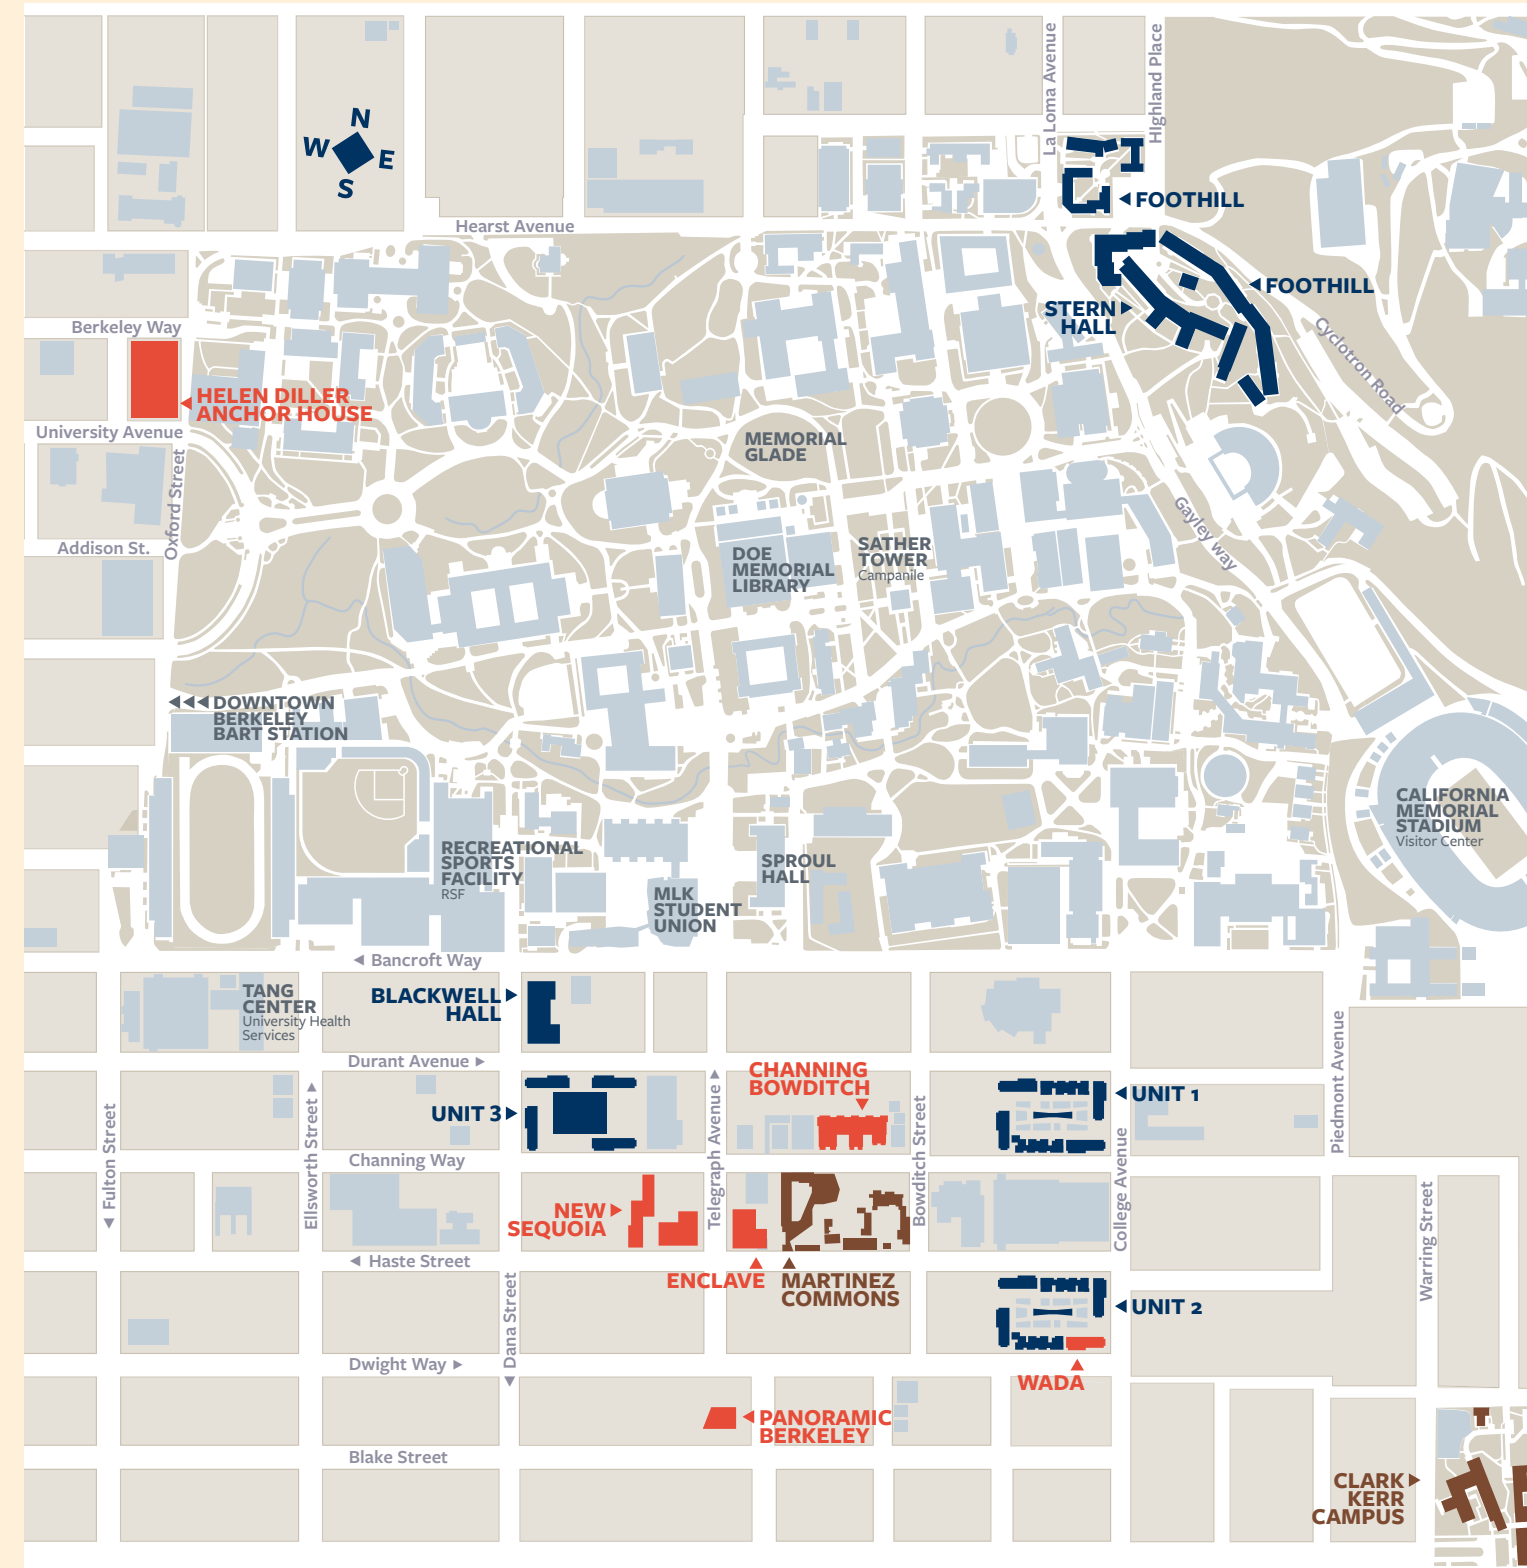 La Loma Avenue
HIghland Place
N
W
E
S
FOOTHILL
Hearst Avenue
FOOTHILL
STERN
HALL
Berkeley Way
Cyclotron Road
HELEN DILLER
ANCHOR HOUSE
University Avenue
MEMORIAL
GLADE
Oxford Street
Gayley way
Addison St.
DOE
MEMORIAL
LIBRARY
SATHER
TOWER
Campanile
DOWNTOWN
BERKELEY
BART STATION
CALIFORNIA
MEMORIAL
STADIUM
Visitor Center
RECREATIONAL
SPORTS
FACILITY
RSF
SPROUL
HALL
MLK
STUDENT
UNION
Bancroft Way
TANG
CENTER
University Health
Services
BLACKWELL
HALL
Piedmont Avenue
Durant Avenue
CHANNING
BOWDITCH
UNIT 3
UNIT 1
Fulton Street
Ellsworth Street
Telegraph Avenue
Bowditch Street
College Avenue
Channing Way
NEW
SEQUOIA
Warring Street
Haste Street
ENCLAVE
MARTINEZ
COMMONS
UNIT 2
Dana Street
Dwight Way
WADA
PANORAMIC
BERKELEY
Blake Street
CLARK
KERR
CAMPUS